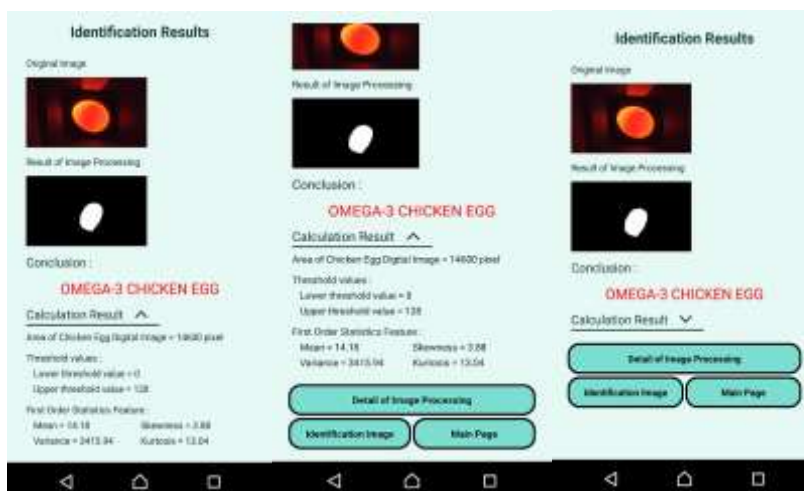 Identification Results
Original Image
Result of Image Processing
Conclusion :
OMEGA-3 CHICKEN EGG
Calculation Result
Area of Chicken Egg Digital Image = 14600 pixel
Threshold values :
Lower threshold value = 0
Upper threshold value = 128
First Order Statistics Feature :
Mean = 14.18 Skewness = 3.88
Variance = 3415.94 Kurtosis = 13.04
Result of Image Processing
Conclusion :
OMEGA-3 CHICKEN EGG
Calculation Result
Area of Chicken Egg Digital Image = 14600 pixel
Threshold values :
Lower threshold value = 0
Upper threshold value = 128
First Order Statistics Feature :
Mean = 14.18 Skewness = 3.88
Variance = 3415.94 Kurtosis = 13.04
Detail of Image Processing
Identification Image Main Page
Identification Results
Original Image
Result of Image Processing
Conclusion :
OMEGA-3 CHICKEN EGG
Calculation Result
Detail of Image Processing
Identification Image Main Page